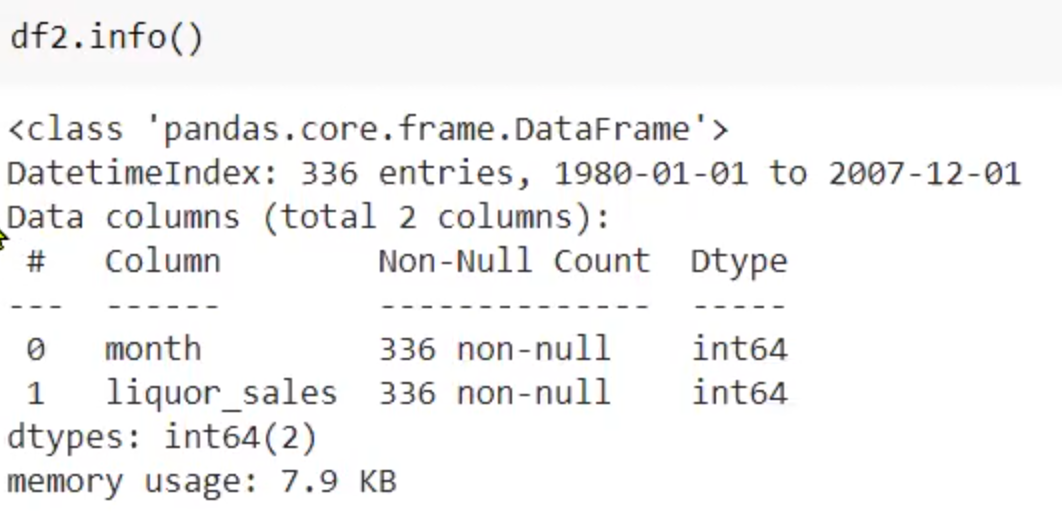 df2.info()
<class 'pandas.core.frame.DataFrame'>
DatetimeIndex: 336 entries, 1980-01-01 to 2007-12-01
Data columns (total 2 columns):
 #   Column        Non-Null Count  Dtype
---  ------        --------------  -----
 0   month         336 non-null    int64
 1   liquor_sales  336 non-null    int64
dtypes: int64(2)
memory usage: 7.9 KB